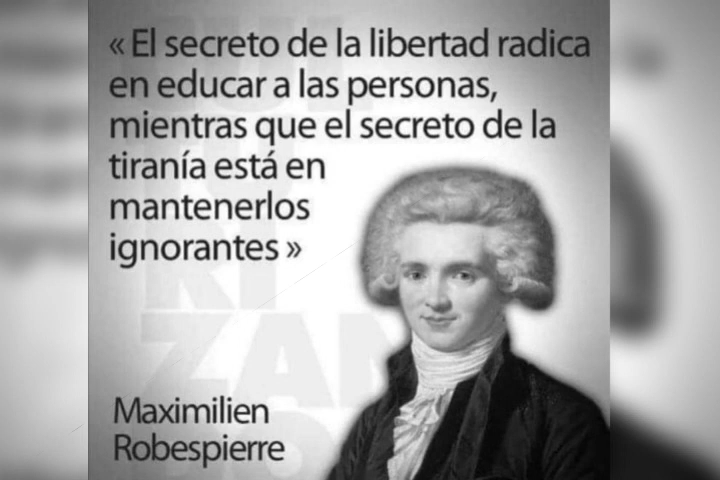 « El secreto de la libertad radica
en educar a las personas,
mientras que el secreto de la
tiranía está en
mantenerlos
ignorantes »
Maximilien
Robespierre